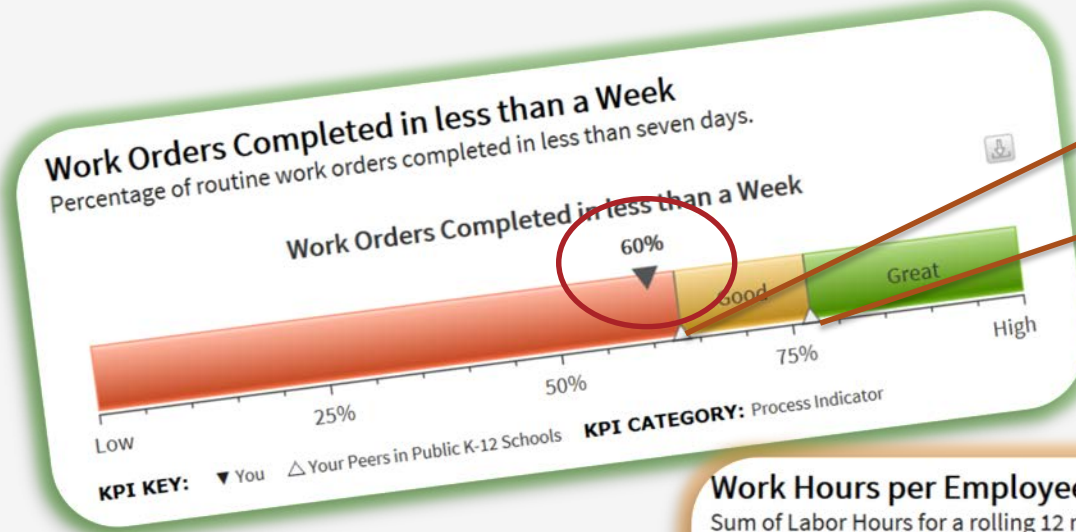 Work Orders Completed in less than a Week
Percentage of routine work orders completed in less than seven days.
Work Orders Completed in less than a Week
60%
Good
Great
Low
25%
50%
75%
High
KPI KEY: ▼ You △ Your Peers in Public K-12 Schools KPI CATEGORY: Process Indicator
Work Hours per Employee
Sum of Labor Hours for a rolling 12